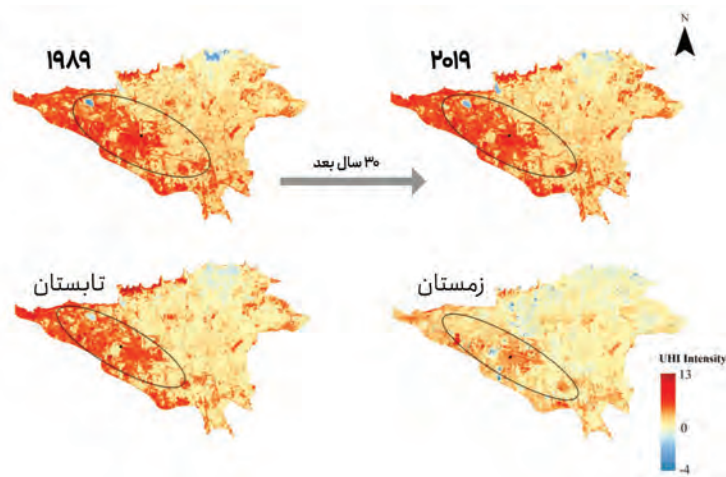 N
۱۹۸۹
۲۰۱۹
۳۰ سال بعد
تابستان
زمستان
UHI Intensity
13
0
-4